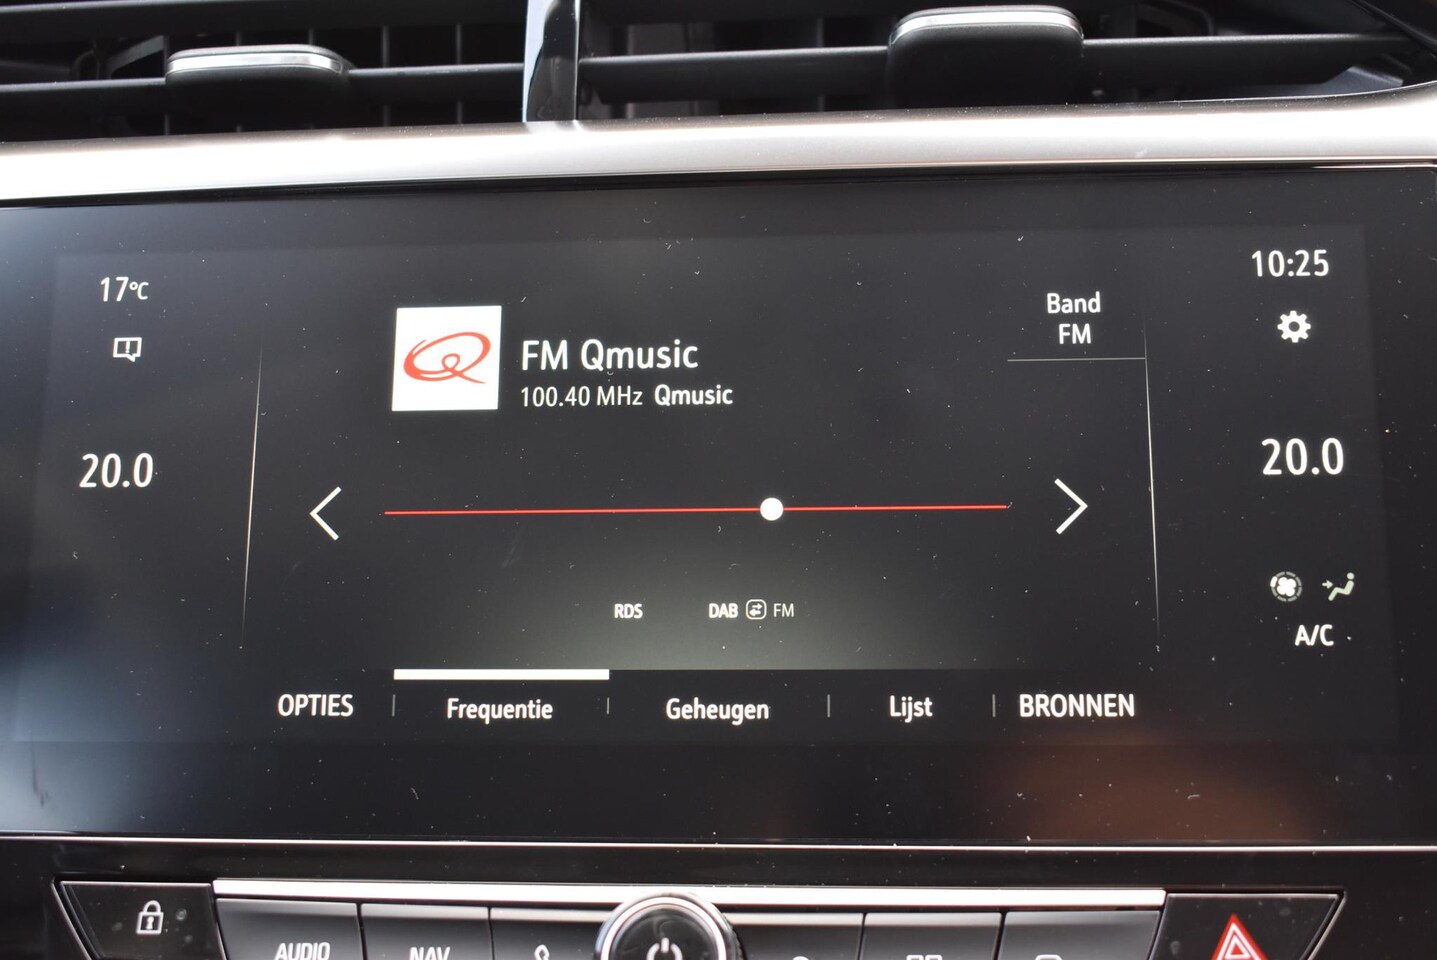 17°C
10:25
Band
FM
FM Qmusic
100.40 MHz Qmusic
20.0
20.0
RDS
DAB FM
A/C
OPTIES
Frequentie
Geheugen
Lijst
BRONNEN
AUDIO
NAV